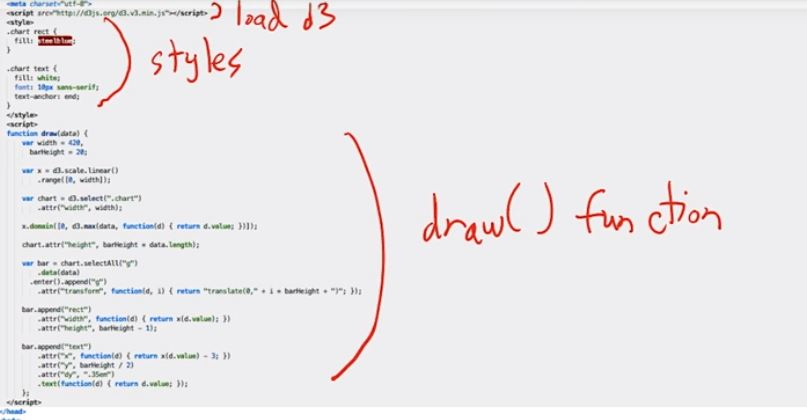 <meta charset="utf-8">
<script src="http://d3js.org/d3.v3.min.js"></script> load d3
<style>
.chart rect {
fill: steelblue;
}
styles
.chart text {
fill: white;
font: 10px sans-serif;
text-anchor: end;
}
</style>
<script>
function draw(data) {
var width = 420,
barHeight = 20;
var x = d3.scale.linear()
.range([0, width]);
var chart = d3.select(".chart")
.attr("width", width);
x.domain([0, d3.max(data, function(d) { return d.value; })]);
chart.attr("height", barHeight * data.length);
draw() function
var bar = chart.selectAll("g")
.data(data)
.enter().append("g")
.attr("transform", function(d, i) { return "translate(0," + i * barHeight + ")"; });
bar.append("rect")
.attr("width", function(d) { return x(d.value); })
.attr("height", barHeight - 1);
bar.append("text")
.attr("x", function(d) { return x(d.value) - 3; })
.attr("y", barHeight / 2)
.attr("dy", ".35em")
.text(function(d) { return d.value; });
};
</script>
</head>